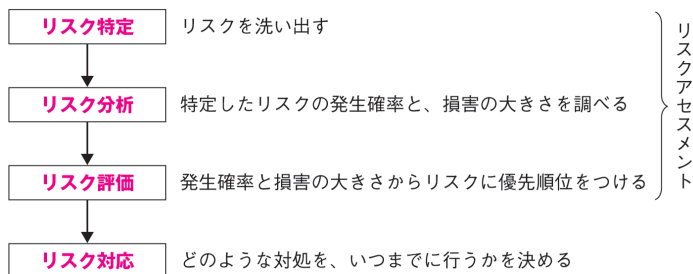 リスク特定 リスクを洗い出す
リスク分析 特定したリスクの発生確率と、損害の大きさを調べる
リスク評価 発生確率と損害の大きさからリスクに優先順位をつける
リスク対応 どのような対処を、いつまでに行うかを決める
リスクアセスメント